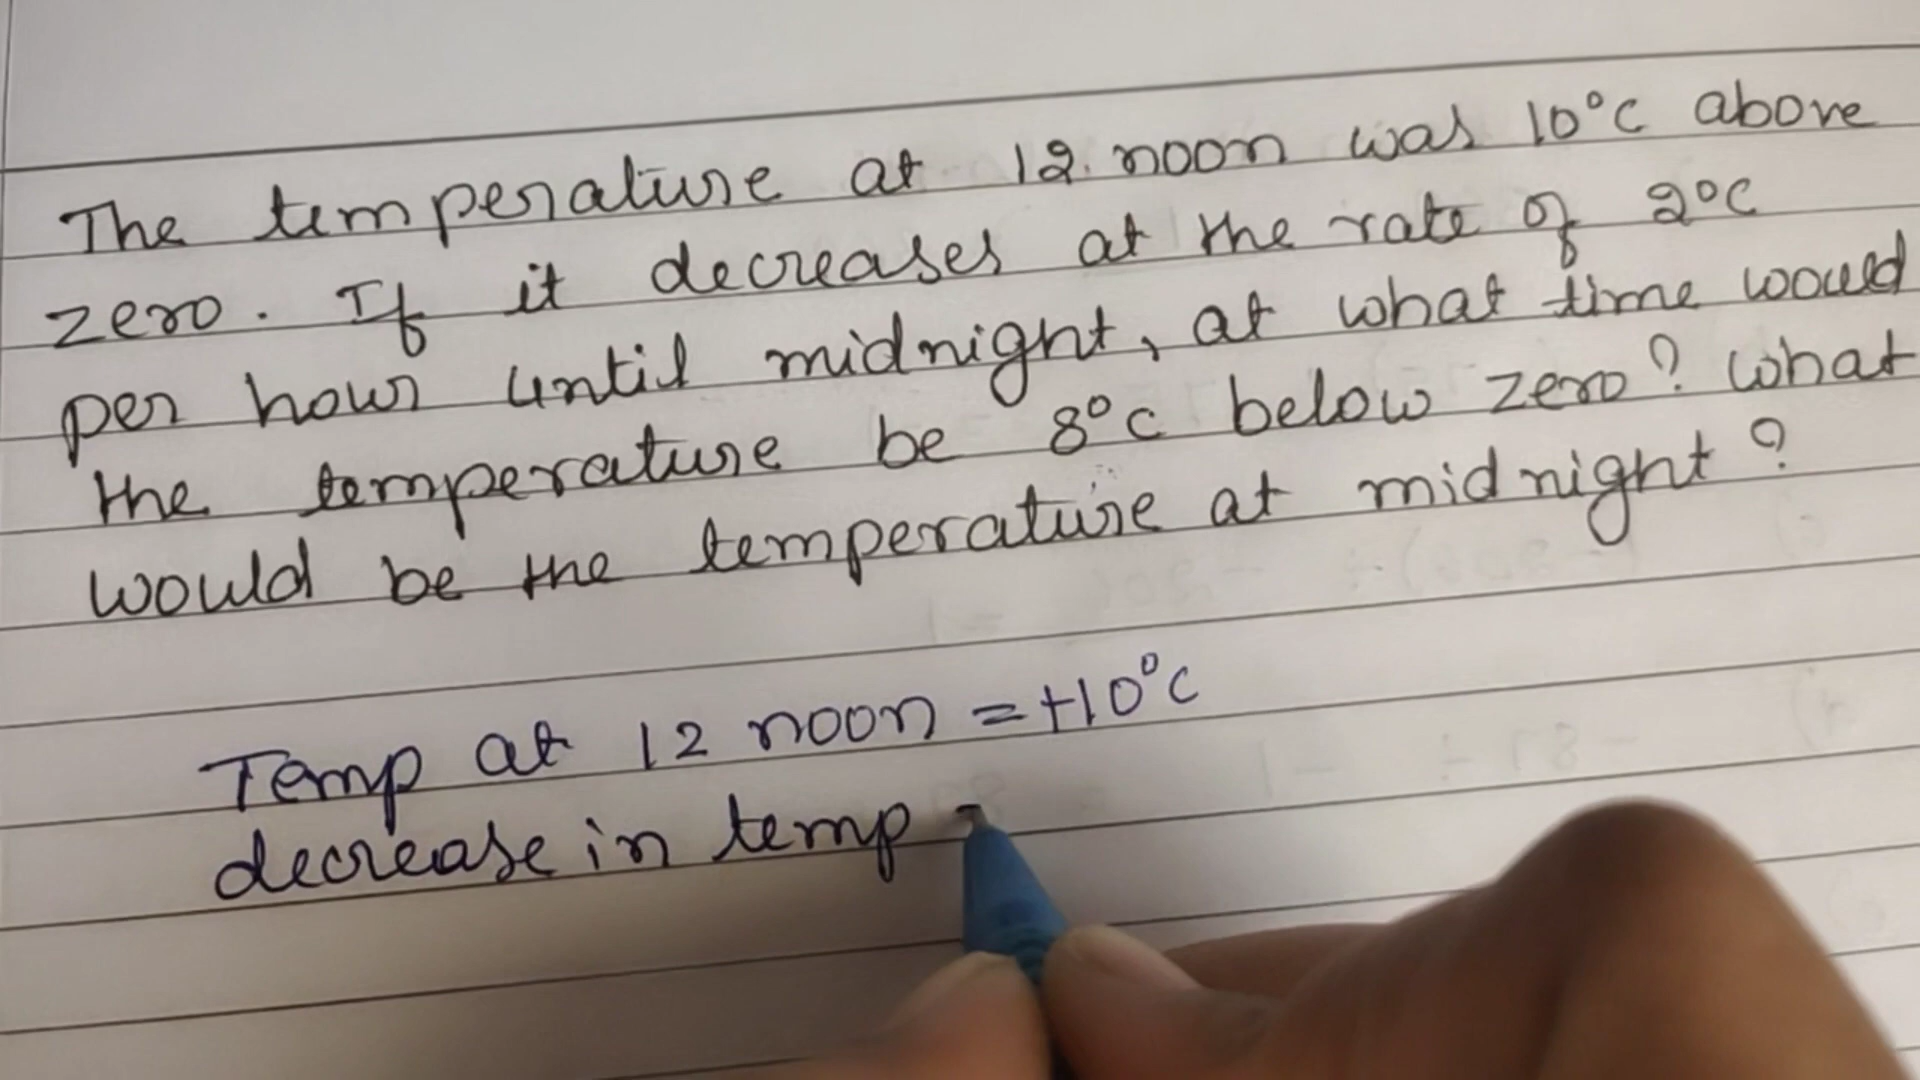 The temperature at 12 noon was 10°C above
zero. If it decreases at the rate of 2°C
per hour until midnight, at what time would
the temperature be 8°C below zero? What
would be the temperature at midnight?
Temp at 12 noon = +10°C
decrease in temp =